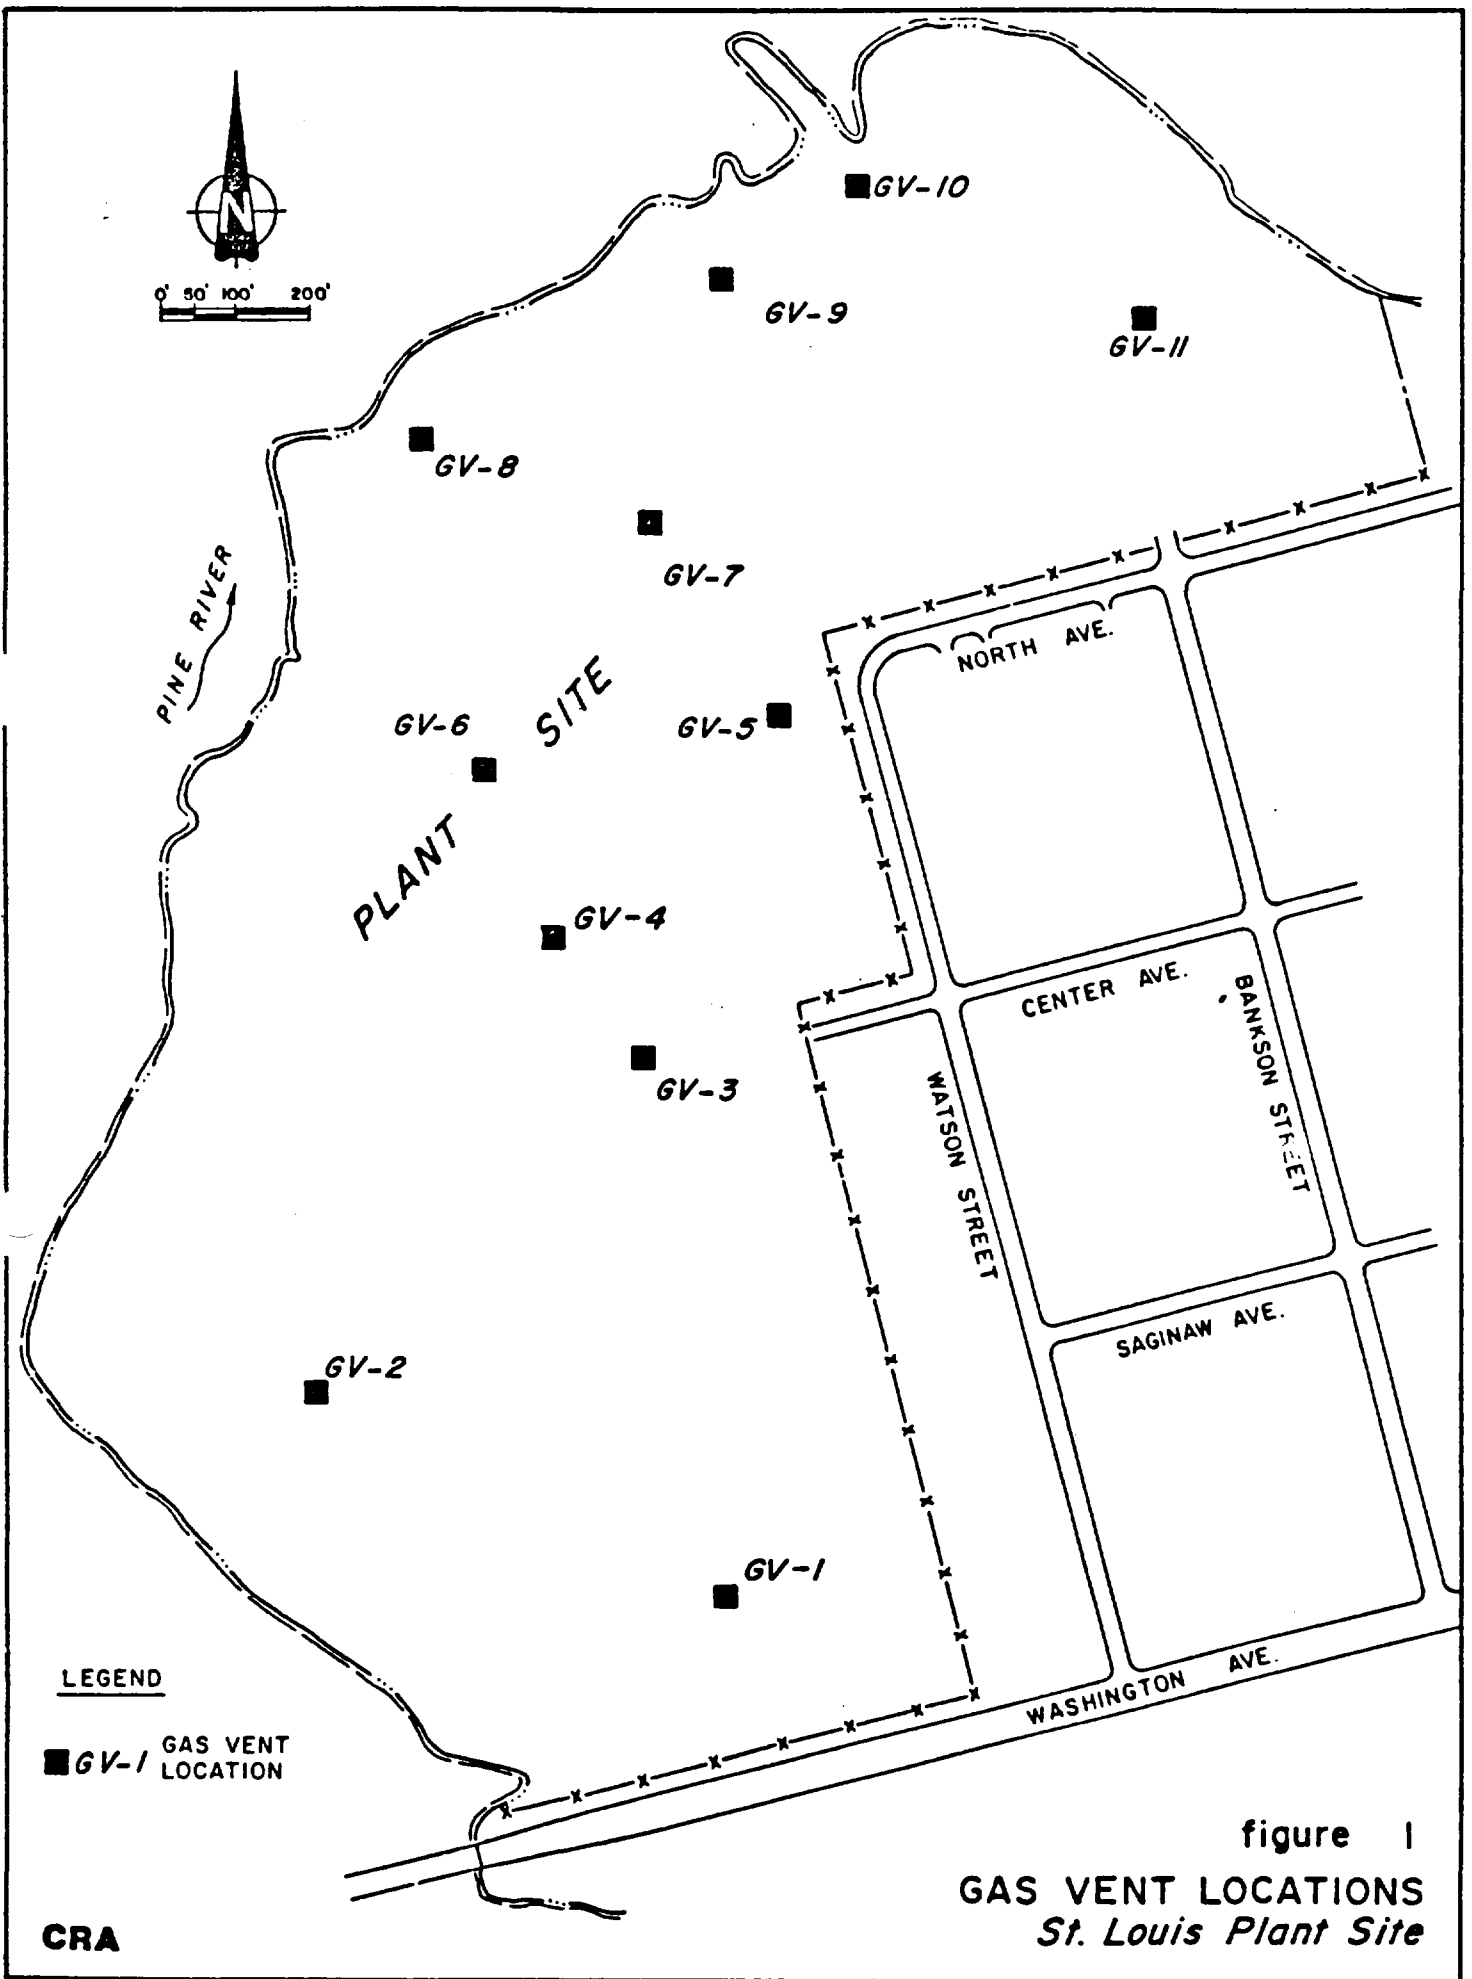 GV-10
N
0' 50' 100' 200'
GV-9
GV-11
GV-8
GV-7
PINE RIVER
NORTH AVE.
PLANT SITE
GV-6
GV-5
GV-4
CENTER AVE.
BANKSON STREET
GV-3
WATSON STREET
SAGINAW AVE.
GV-2
GV-1
WASHINGTON AVE.
LEGEND
GV-1 GAS VENT
LOCATION
figure 1
GAS VENT LOCATIONS
St. Louis Plant Site
CRA